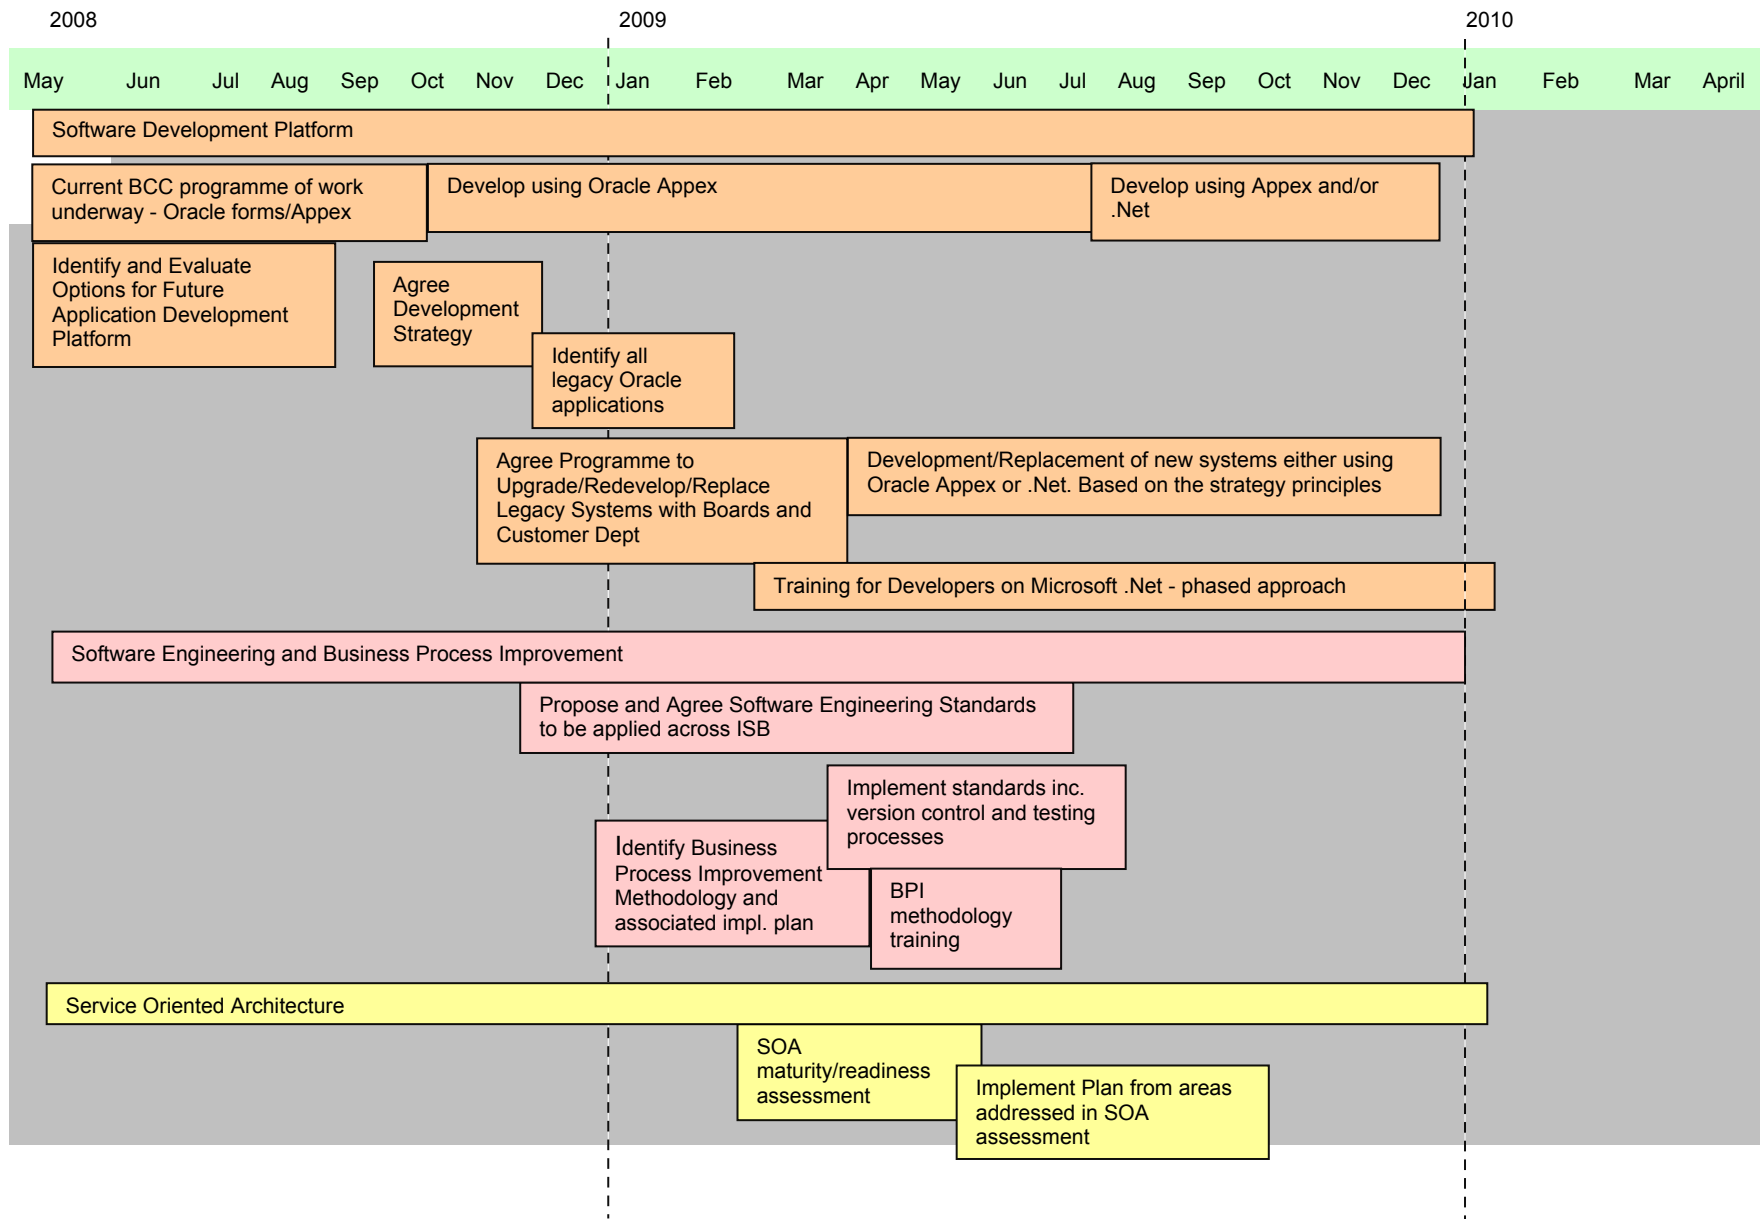 2008 2009 2010
May Jun Jul Aug Sep Oct Nov Dec Jan Feb Mar Apr May Jun Jul Aug Sep Oct Nov Dec Jan Feb Mar April
Software Development Platform
Current BCC programme of work
underway - Oracle forms/Appex
Develop using Oracle Appex
Develop using Appex and/or
.Net
Identify and Evaluate
Options for Future
Application Development
Platform
Agree
Development
Strategy
Identify all
legacy Oracle
applications
Agree Programme to
Upgrade/Redevelop/Replace
Legacy Systems with Boards and
Customer Dept
Development/Replacement of new systems either using
Oracle Appex or .Net. Based on the strategy principles
Training for Developers on Microsoft .Net - phased approach
Software Engineering and Business Process Improvement
Propose and Agree Software Engineering Standards
to be applied across ISB
Implement standards inc.
version control and testing
processes
Identify Business
Process Improvement
Methodology and
associated impl. plan
BPI
methodology
training
Service Oriented Architecture
SOA
maturity/readiness
assessment
Implement Plan from areas
addressed in SOA
assessment